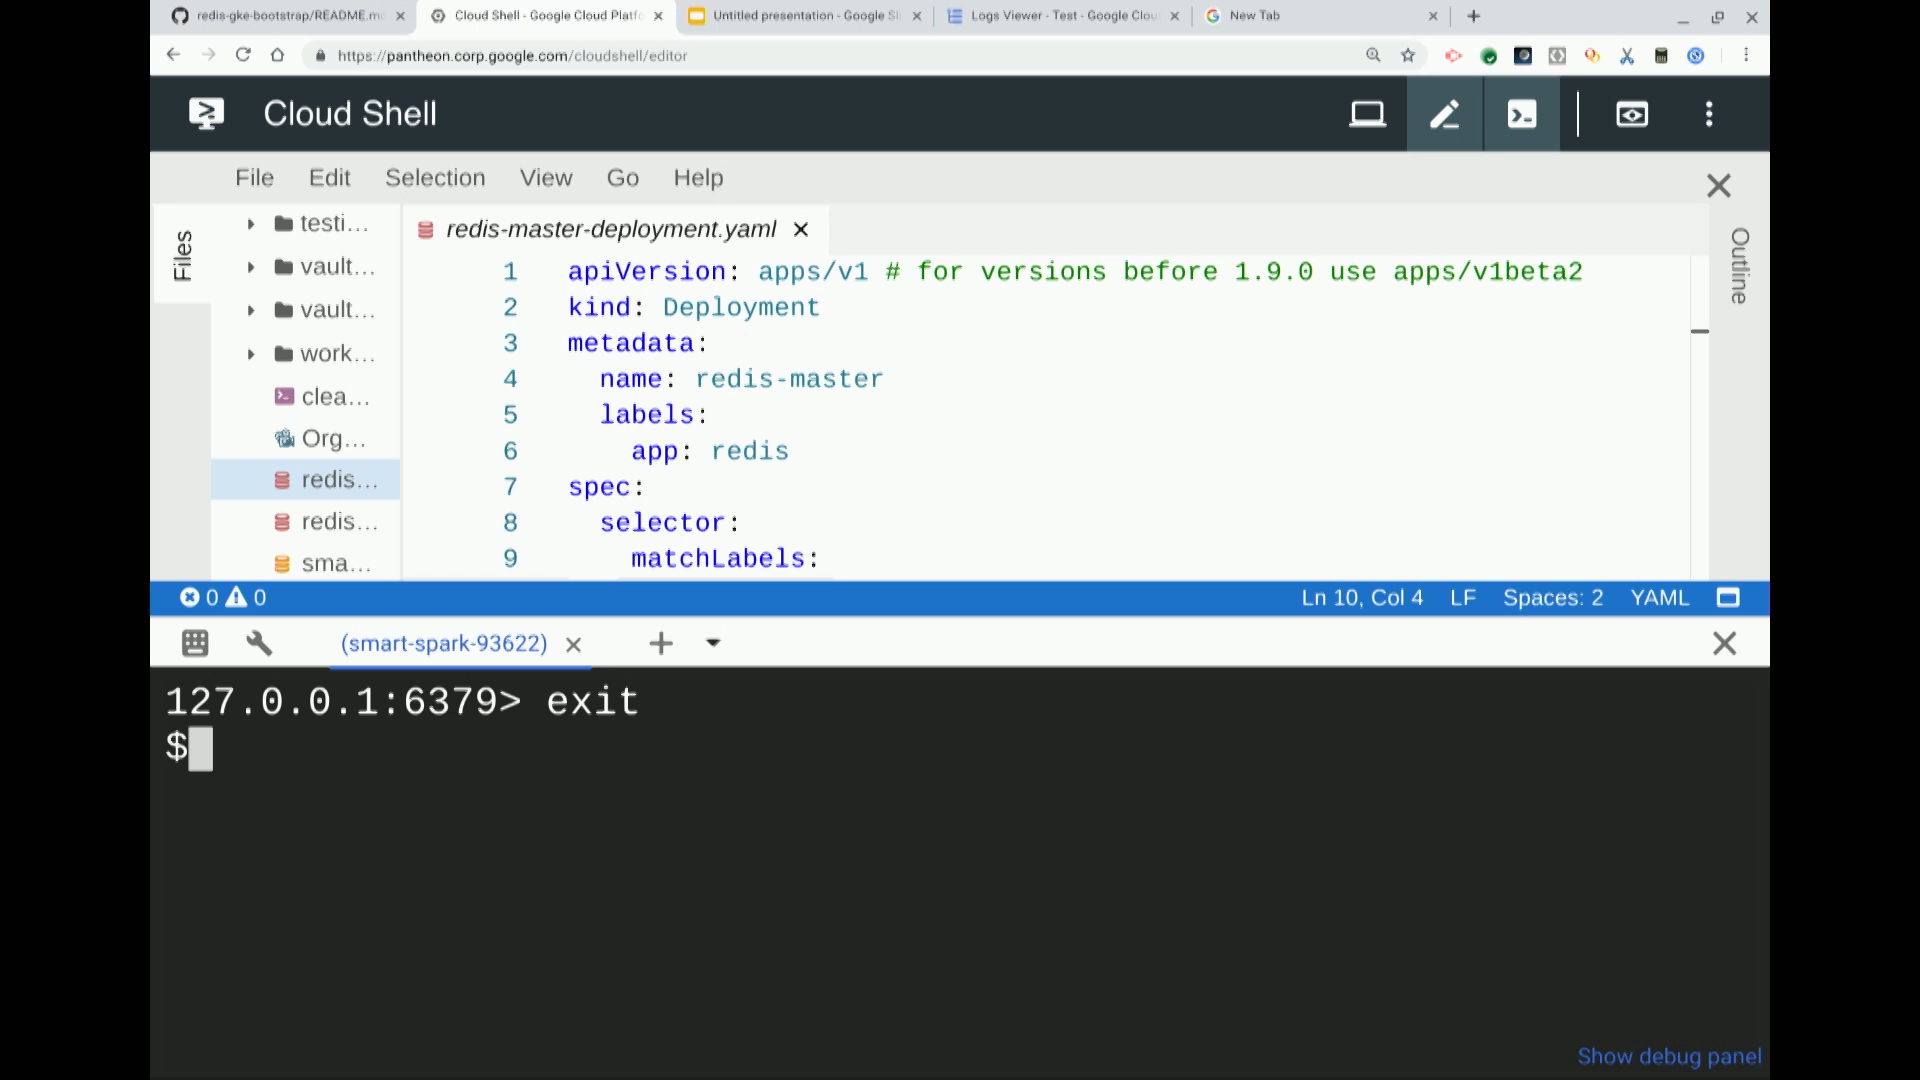 redis-gke-bootstrap/README.m
Cloud Shell - Google Cloud Platf
Untitled presentation - Google Sl
Logs Viewer - Test - Google Clou
New Tab
https://pantheon.corp.google.com/cloudshell/editor
Cloud Shell
File Edit Selection View Go Help
Files
testi...
vault...
vault...
work...
clea...
Org...
redis...
redis...
sma...
redis-master-deployment.yaml
Outline
1 apiVersion: apps/v1 # for versions before 1.9.0 use apps/v1beta2
2 kind: Deployment
3 metadata:
4 name: redis-master
5 labels:
6 app: redis
7 spec:
8 selector:
9 matchLabels:
0 0 Ln 10, Col 4 LF Spaces: 2 YAML
(smart-spark-93622)
127.0.0.1:6379> exit
$
Show debug panel